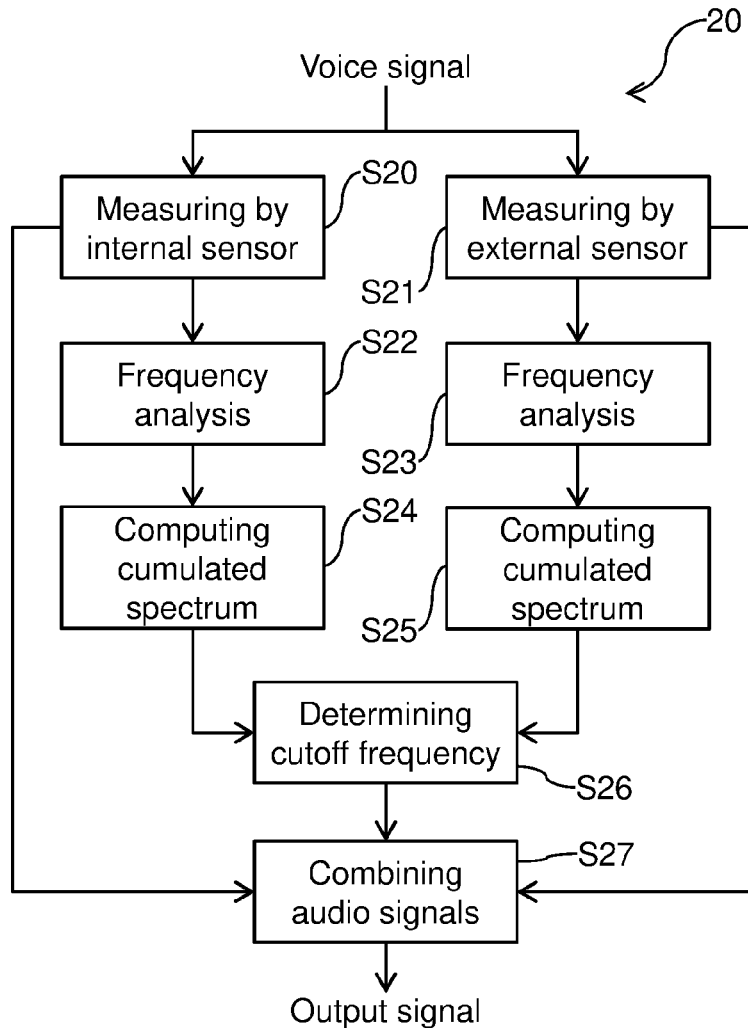 20
Voice signal
S20
Measuring by
internal sensor
Measuring by
external sensor
S21
S22
Frequency
analysis
Frequency
analysis
S23
S24
Computing
cumulated
spectrum
Computing
cumulated
spectrum
S25
Determining
cutoff frequency
S26
S27
Combining
audio signals
Output signal